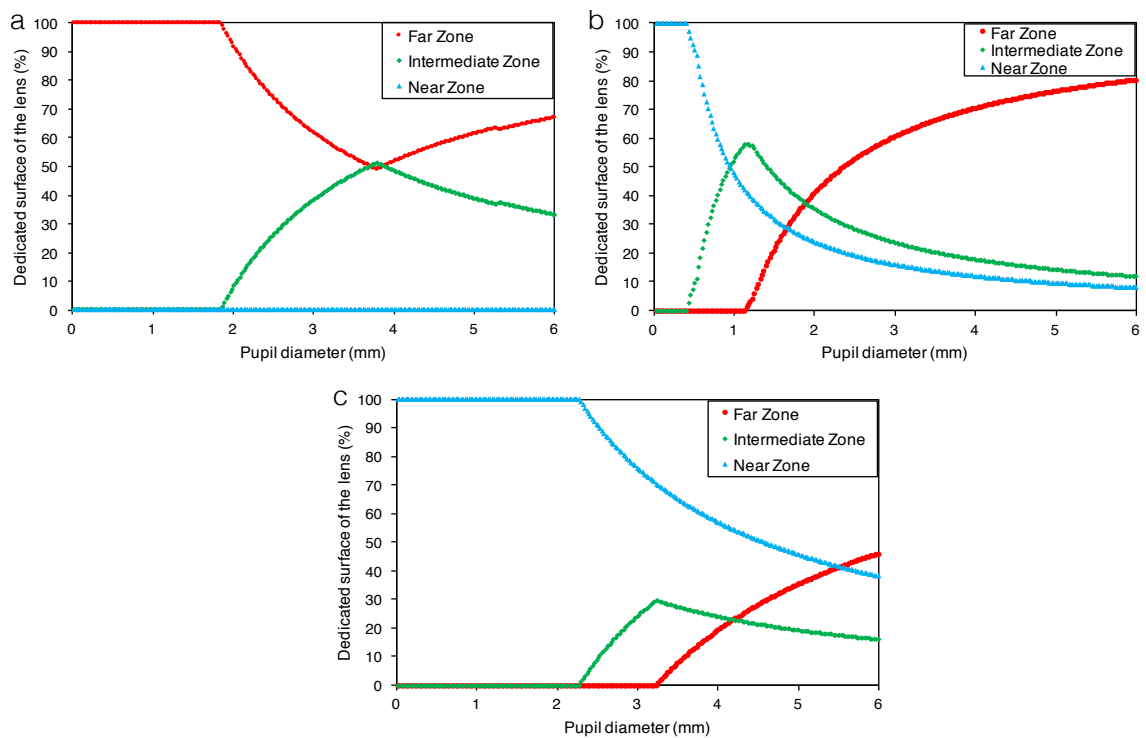 a
Dedicated surface of the lens (%)
100
90
80
70
60
50
40
30
20
10
0
0 1 2 3 4 5 6
Pupil diameter (mm)
Far Zone
Intermediate Zone
Near Zone
b
Dedicated surface of the lens (%)
100
90
80
70
60
50
40
30
20
10
0
0 1 2 3 4 5 6
Pupil diameter (mm)
Far Zone
Intermediate Zone
Near Zone
C
Dedicated surface of the lens (%)
100
90
80
70
60
50
40
30
20
10
0
0 1 2 3 4 5 6
Pupil diameter (mm)
Far Zone
Intermediate Zone
Near Zone